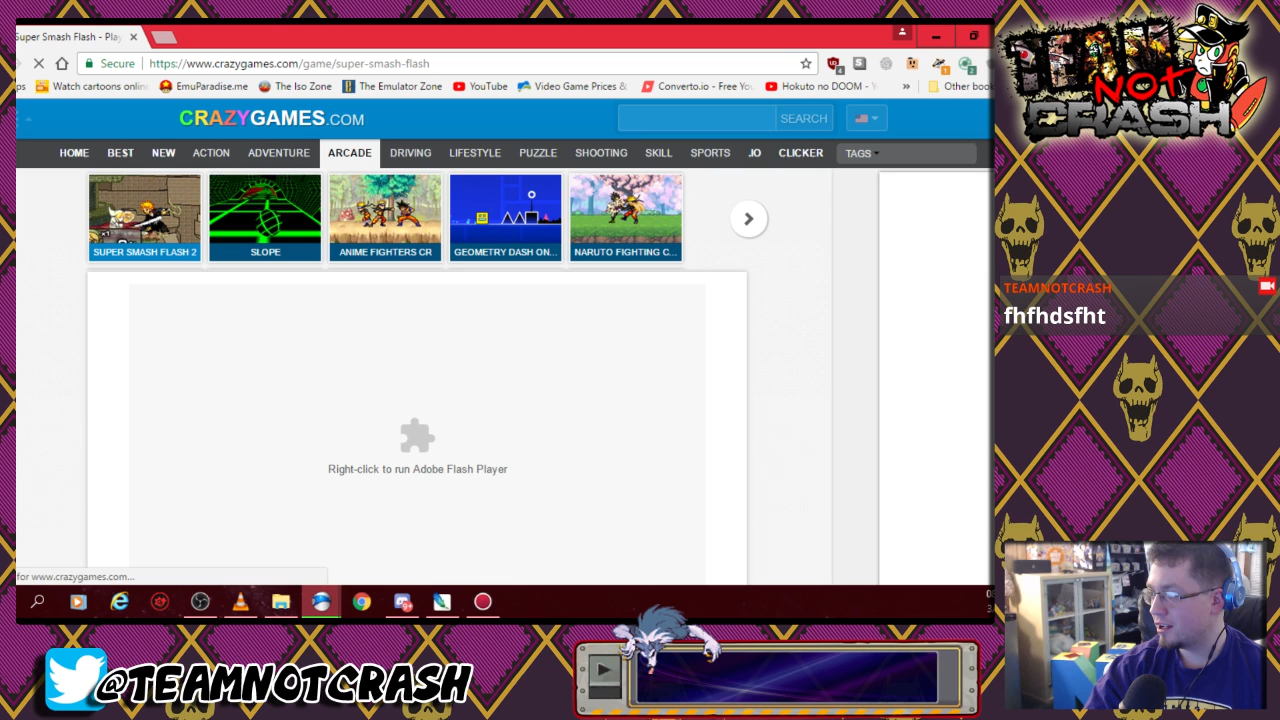 Super Smash Flash - Play
Secure https://www.crazygames.com/game/super-smash-flash
ps Watch cartoons online EmuParadise.me The Iso Zone The Emulator Zone YouTube Video Game Prices & Converto.io - Free You Hokuto no DOOM - Y » Other book
CRAZYGAMES.COM
SEARCH
HOME BEST NEW ACTION ADVENTURE ARCADE DRIVING LIFESTYLE PUZZLE SHOOTING SKILL SPORTS .IO CLICKER TAGS
SUPER SMASH FLASH 2 SLOPE ANIME FIGHTERS CR GEOMETRY DASH ON... NARUTO FIGHTING C...
Right-click to run Adobe Flash Player
for www.crazygames.com...
TEAM NOT CRASH
TEAMNOTCRASH
fhfhdsfht
@TEAMNOTCRASH